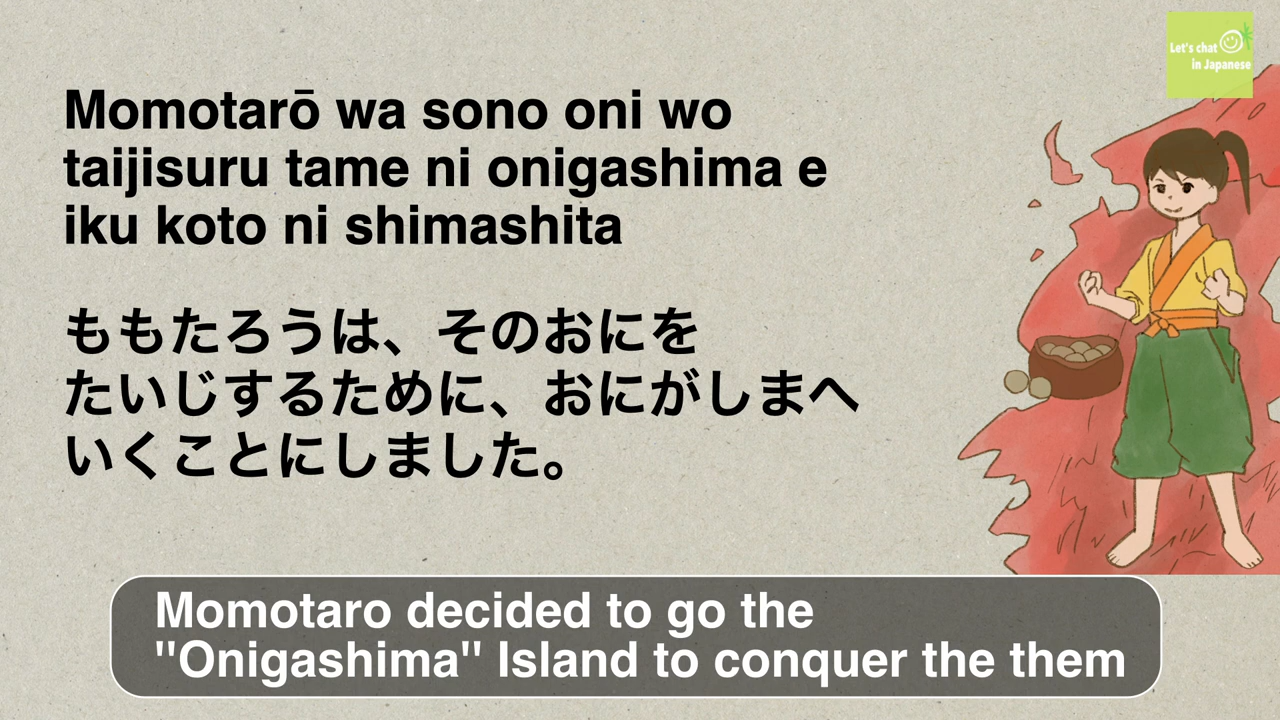 Let's chat
in Japanese
Momotarō wa sono oni wo
taijisuru tame ni onigashima e
iku koto ni shimashita
ももたろうは、そのおにを
たいじするために、おにがしまへ
いくことにしました。
Momotaro decided to go the
"Onigashima" Island to conquer the them